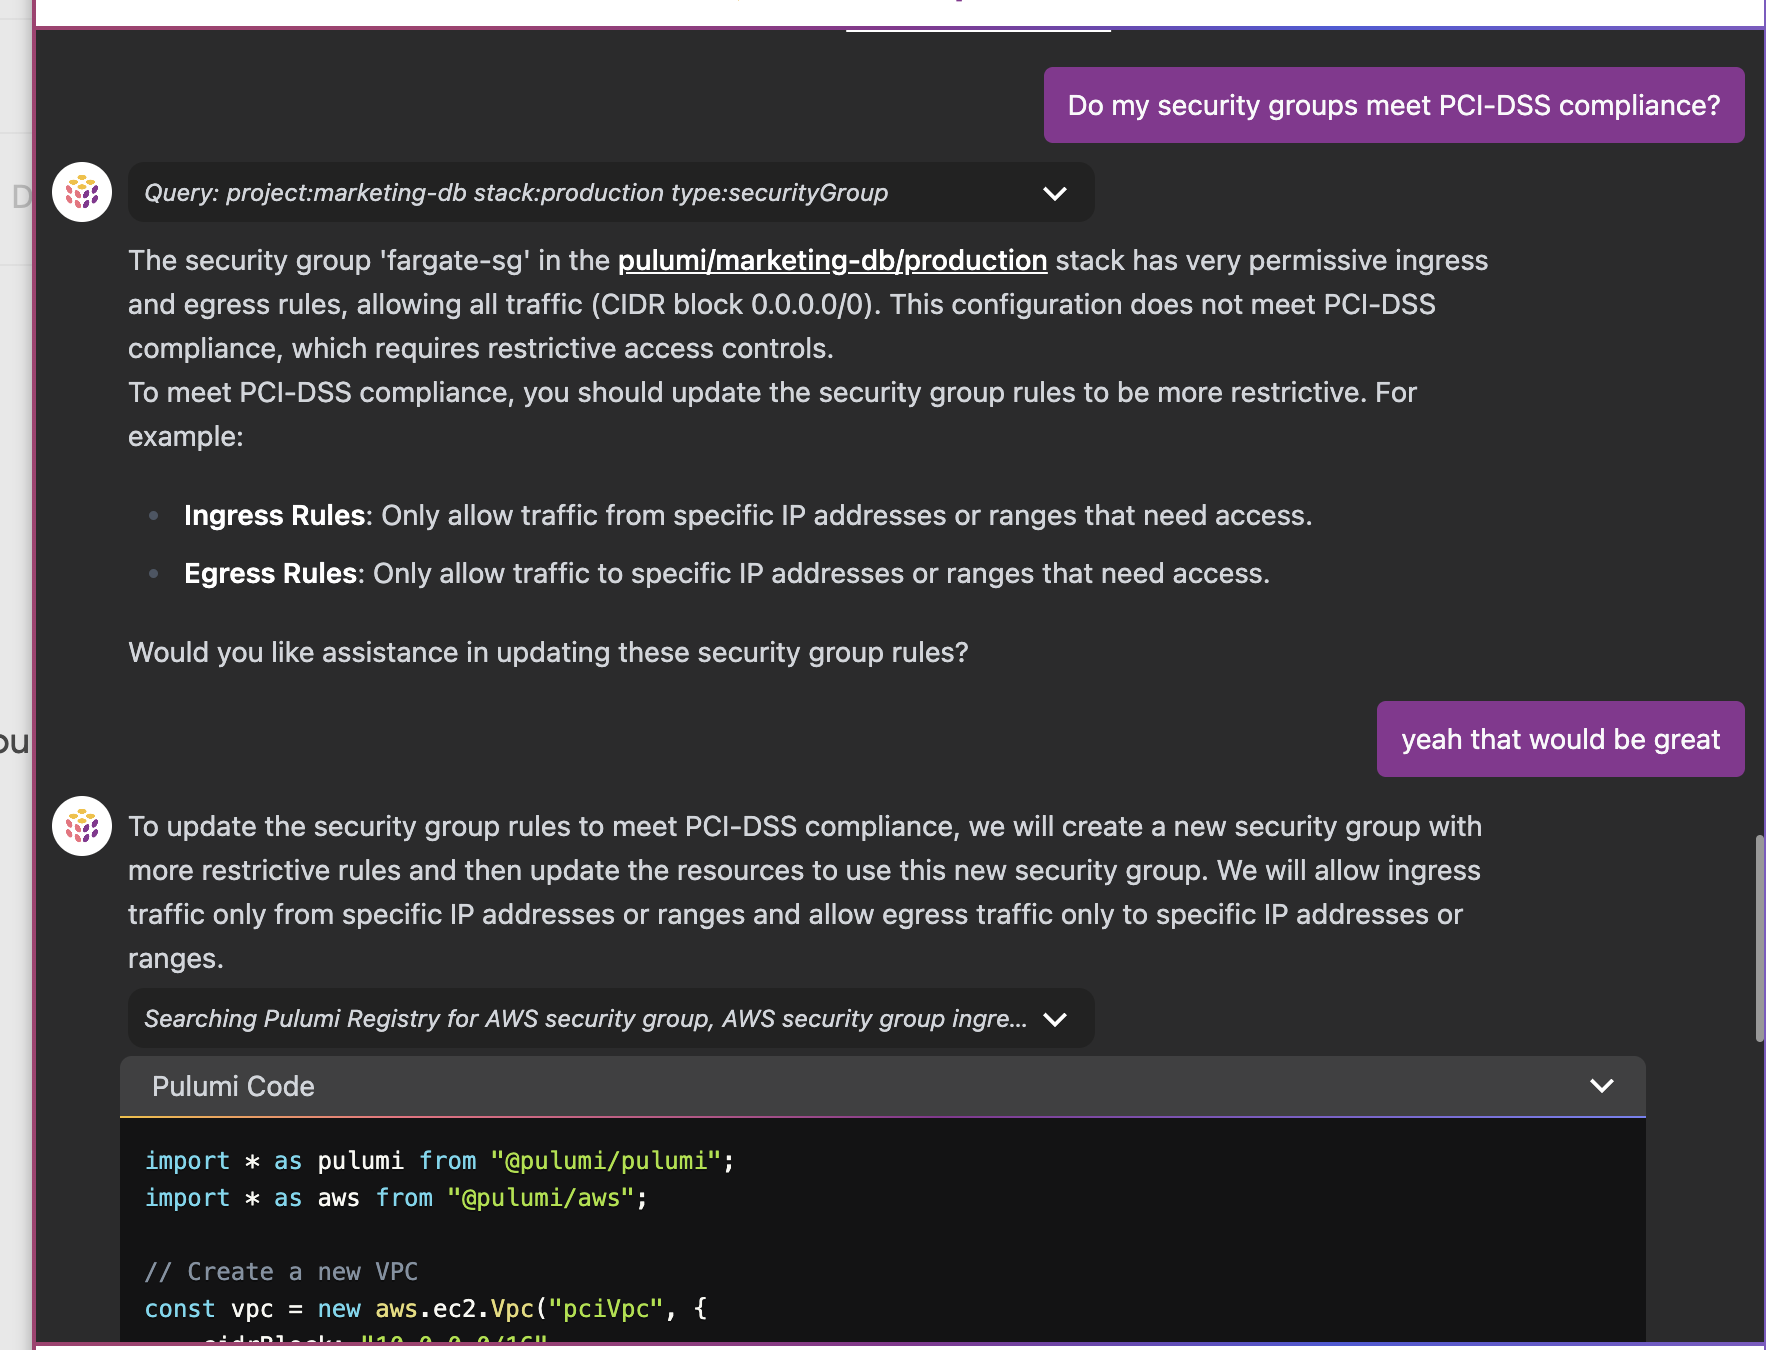 Do my security groups meet PCI-DSS compliance?
Query: project:marketing-db stack:production type:securityGroup
D
The security group 'fargate-sg' in the pulumi/marketing-db/production stack has very permissive ingress
and egress rules, allowing all traffic (CIDR block 0.0.0.0/0). This configuration does not meet PCI-DSS
compliance, which requires restrictive access controls.
To meet PCI-DSS compliance, you should update the security group rules to be more restrictive. For
example:
• Ingress Rules: Only allow traffic from specific IP addresses or ranges that need access.
• Egress Rules: Only allow traffic to specific IP addresses or ranges that need access.
Would you like assistance in updating these security group rules?
yeah that would be great
ou
To update the security group rules to meet PCI-DSS compliance, we will create a new security group with
more restrictive rules and then update the resources to use this new security group. We will allow ingress
traffic only from specific IP addresses or ranges and allow egress traffic only to specific IP addresses or
ranges.
Searching Pulumi Registry for AWS security group, AWS security group ingre...
Pulumi Code
import * as pulumi from "@pulumi/pulumi";
import * as aws from "@pulumi/aws";
// Create a new VPC
const vpc = new aws.ec2.Vpc("pciVpc", {
cidrBlock: "10.0.0.0/16"